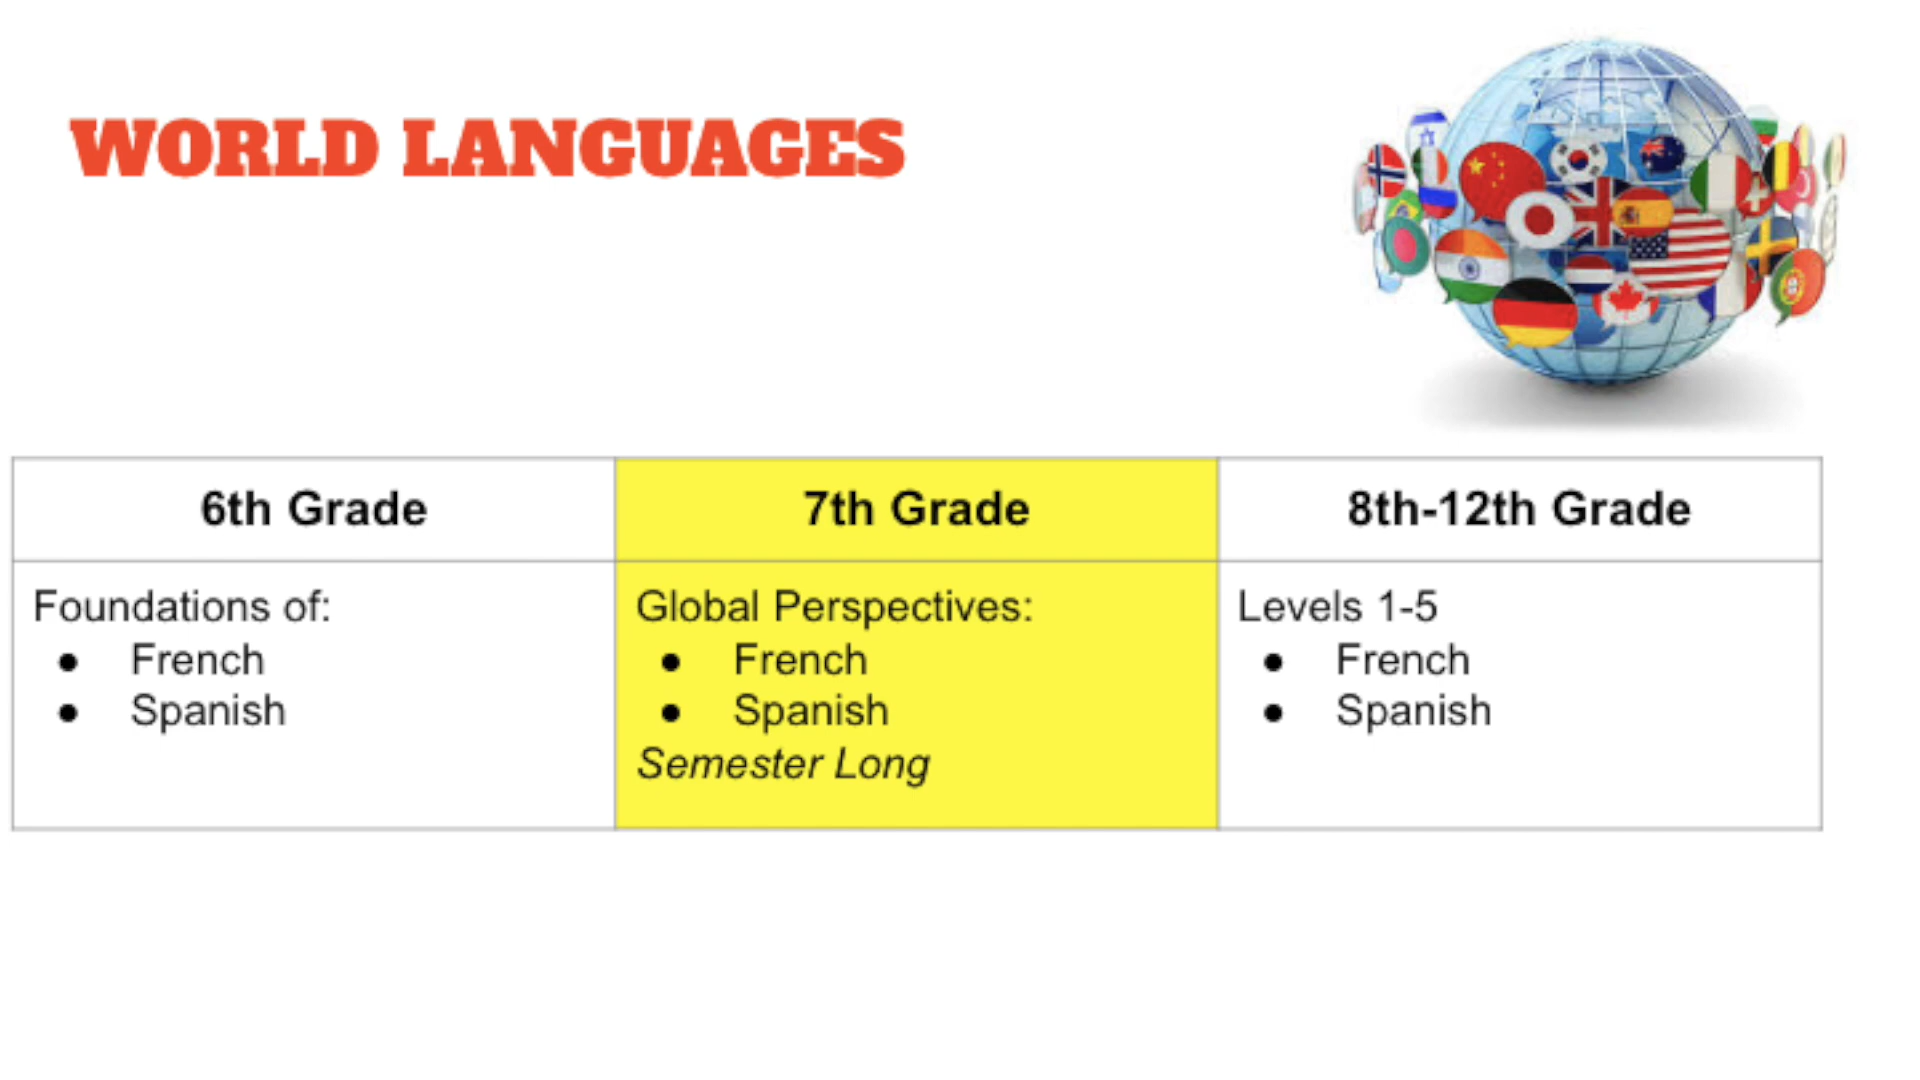 WORLD LANGUAGES
6th Grade
7th Grade
8th-12th Grade
Foundations of:
● French
● Spanish
Global Perspectives:
● French
● Spanish
Semester Long
Levels 1-5
● French
● Spanish